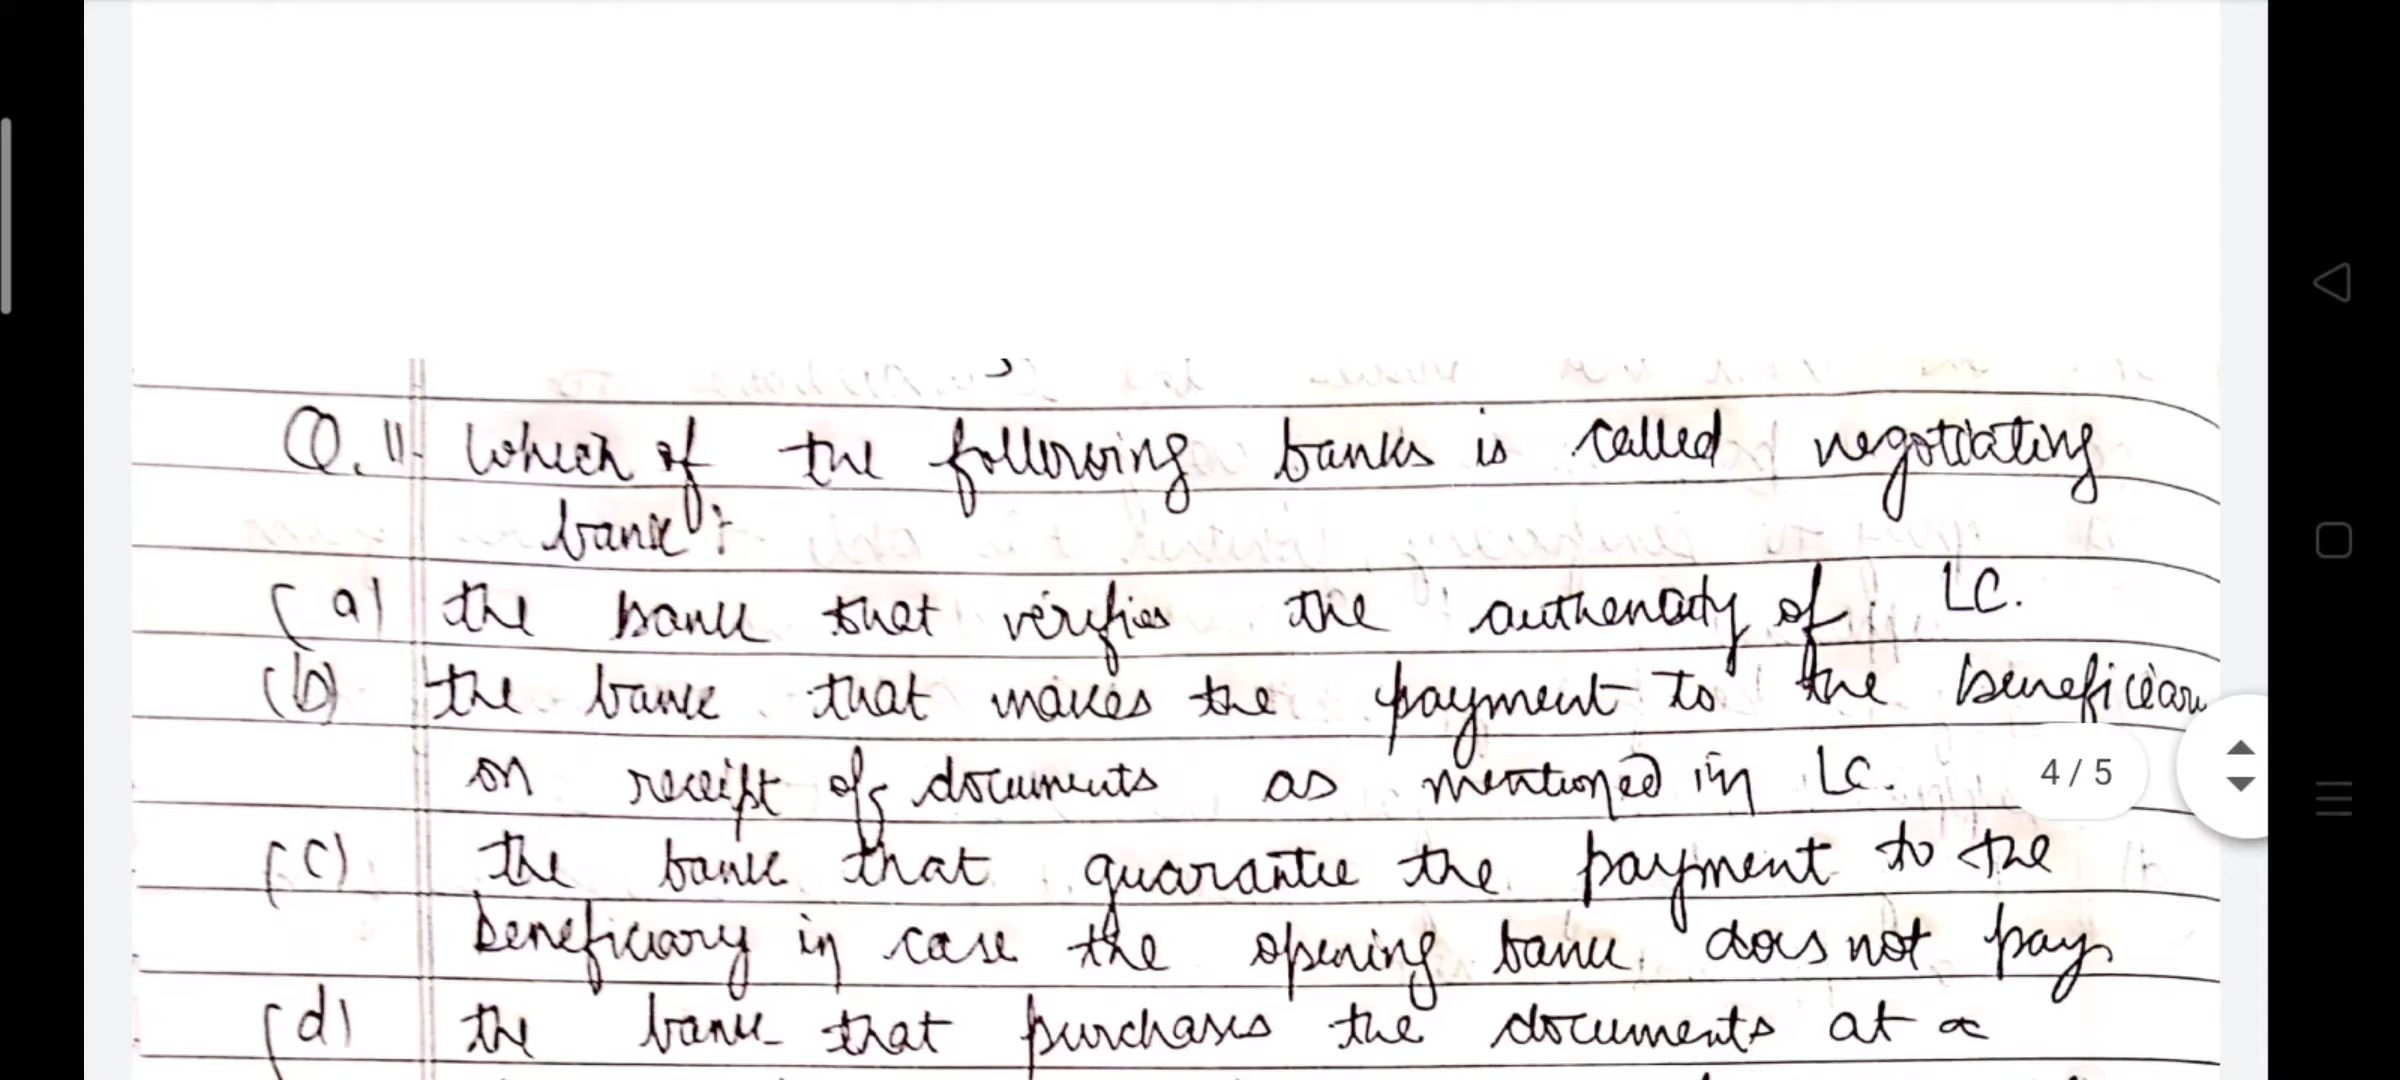 Q.11 Which of the following banks is called negotiating
bank?
(a) the bank that verifies the authencity of LC.
(b) the bank that makes the payment to the beneficiary
on receipt of documents as mentioned in LC.
4 / 5
(c) the bank that guarantee the payment to the
beneficiary in case the opening bank does not pay
(d) the bank that purchases the documents at a